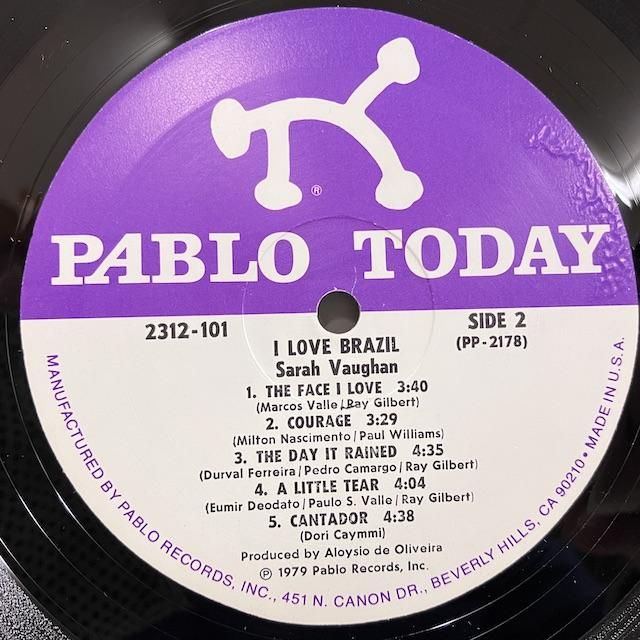 ®
PABLO TODAY
2312-101
SIDE 2
(PP-2178)
I LOVE BRAZIL
Sarah Vaughan
1. THE FACE I LOVE 3:40
(Marcos Valle/Ray Gilbert)
2. COURAGE 3:29
(Milton Nascimento/Paul Williams)
3. THE DAY IT RAINED 4:35
(Durval Ferreira/Pedro Camargo/Ray Gilbert)
4. A LITTLE TEAR 4:04
(Eumir Deodato/Paulo S. Valle/Ray Gilbert)
5. CANTADOR 4:38
(Dori Caymmi)
Produced by Aloysio de Oliveira
℗ 1979 Pablo Records, Inc.
MANUFACTURED BY PABLO RECORDS, INC., 451 N. CANON DR., BEVERLY HILLS, CA 90210 • MADE IN U.S.A.